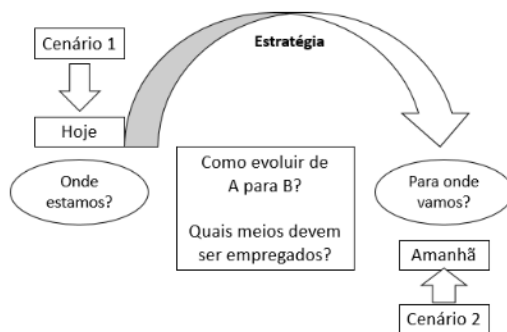 Cenário 1
Estratégia
Hoje
Onde
estamos?
Como evoluir de
A para B?
Quais meios devem
ser empregados?
Para onde
vamos?
Amanhã
Cenário 2